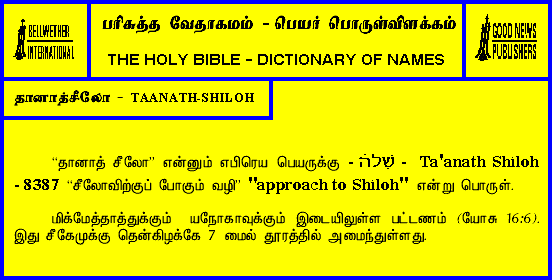 BELLWETHER
INTERNATIONAL
பரிசுத்த வேதாகமம் - பெயர் பொருள்விளக்கம்
THE HOLY BIBLE - DICTIONARY OF NAMES
GOOD NEWS
PUBLISHERS
தானாத்சீலோ - TAANATH-SHILOH
“தானாத் சீலோ” என்னும் எபிரெய பெயருக்கு - שִׁלֹה - Ta'anath Shiloh
- 8387 “சீலோவிற்குப் போகும் வழி” "approach to Shiloh" என்று பொருள்.
மிக்மேத்தாத்துக்கும் யநோகாவுக்கும் இடையிலுள்ள பட்டணம் (யோசு 16:6).
இது சீகேமுக்கு தென்கிழக்கே 7 மைல் தூரத்தில் அமைந்துள்ளது.